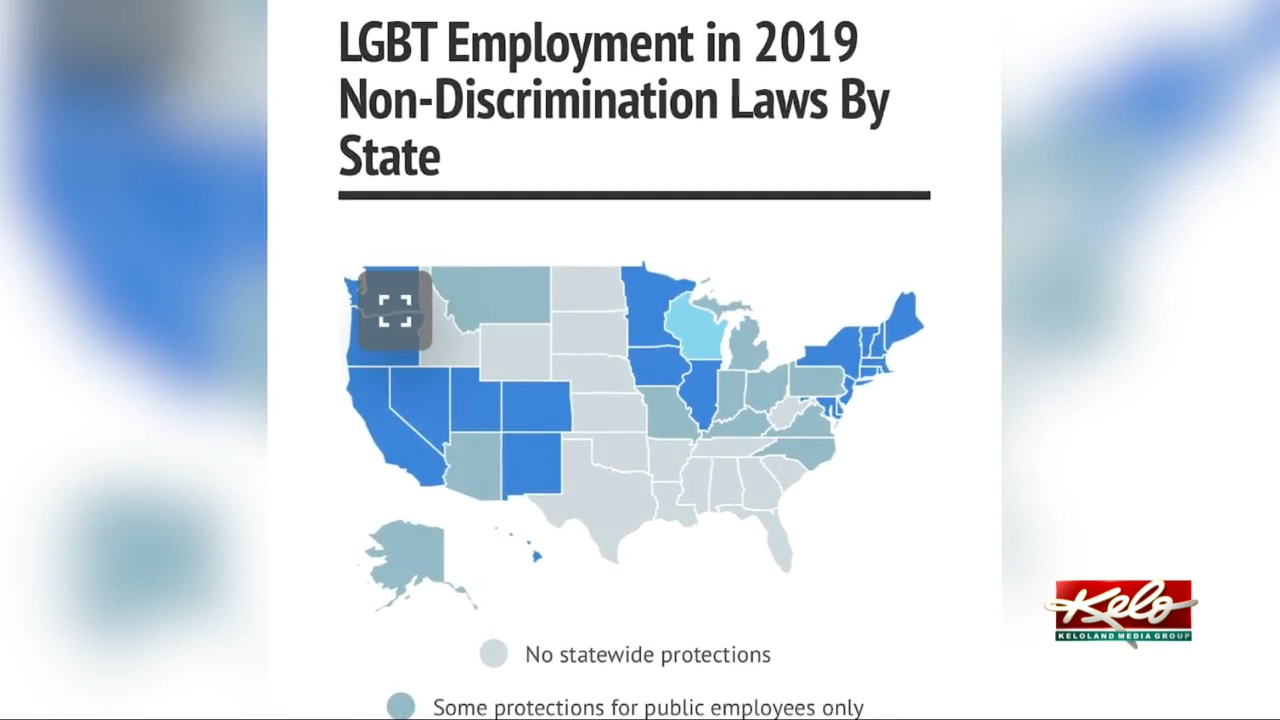 LGBT Employment in 2019
Non-Discrimination Laws By
State
No statewide protections
Some protections for public employees only
Kelo
KELOLAND MEDIA GROUP